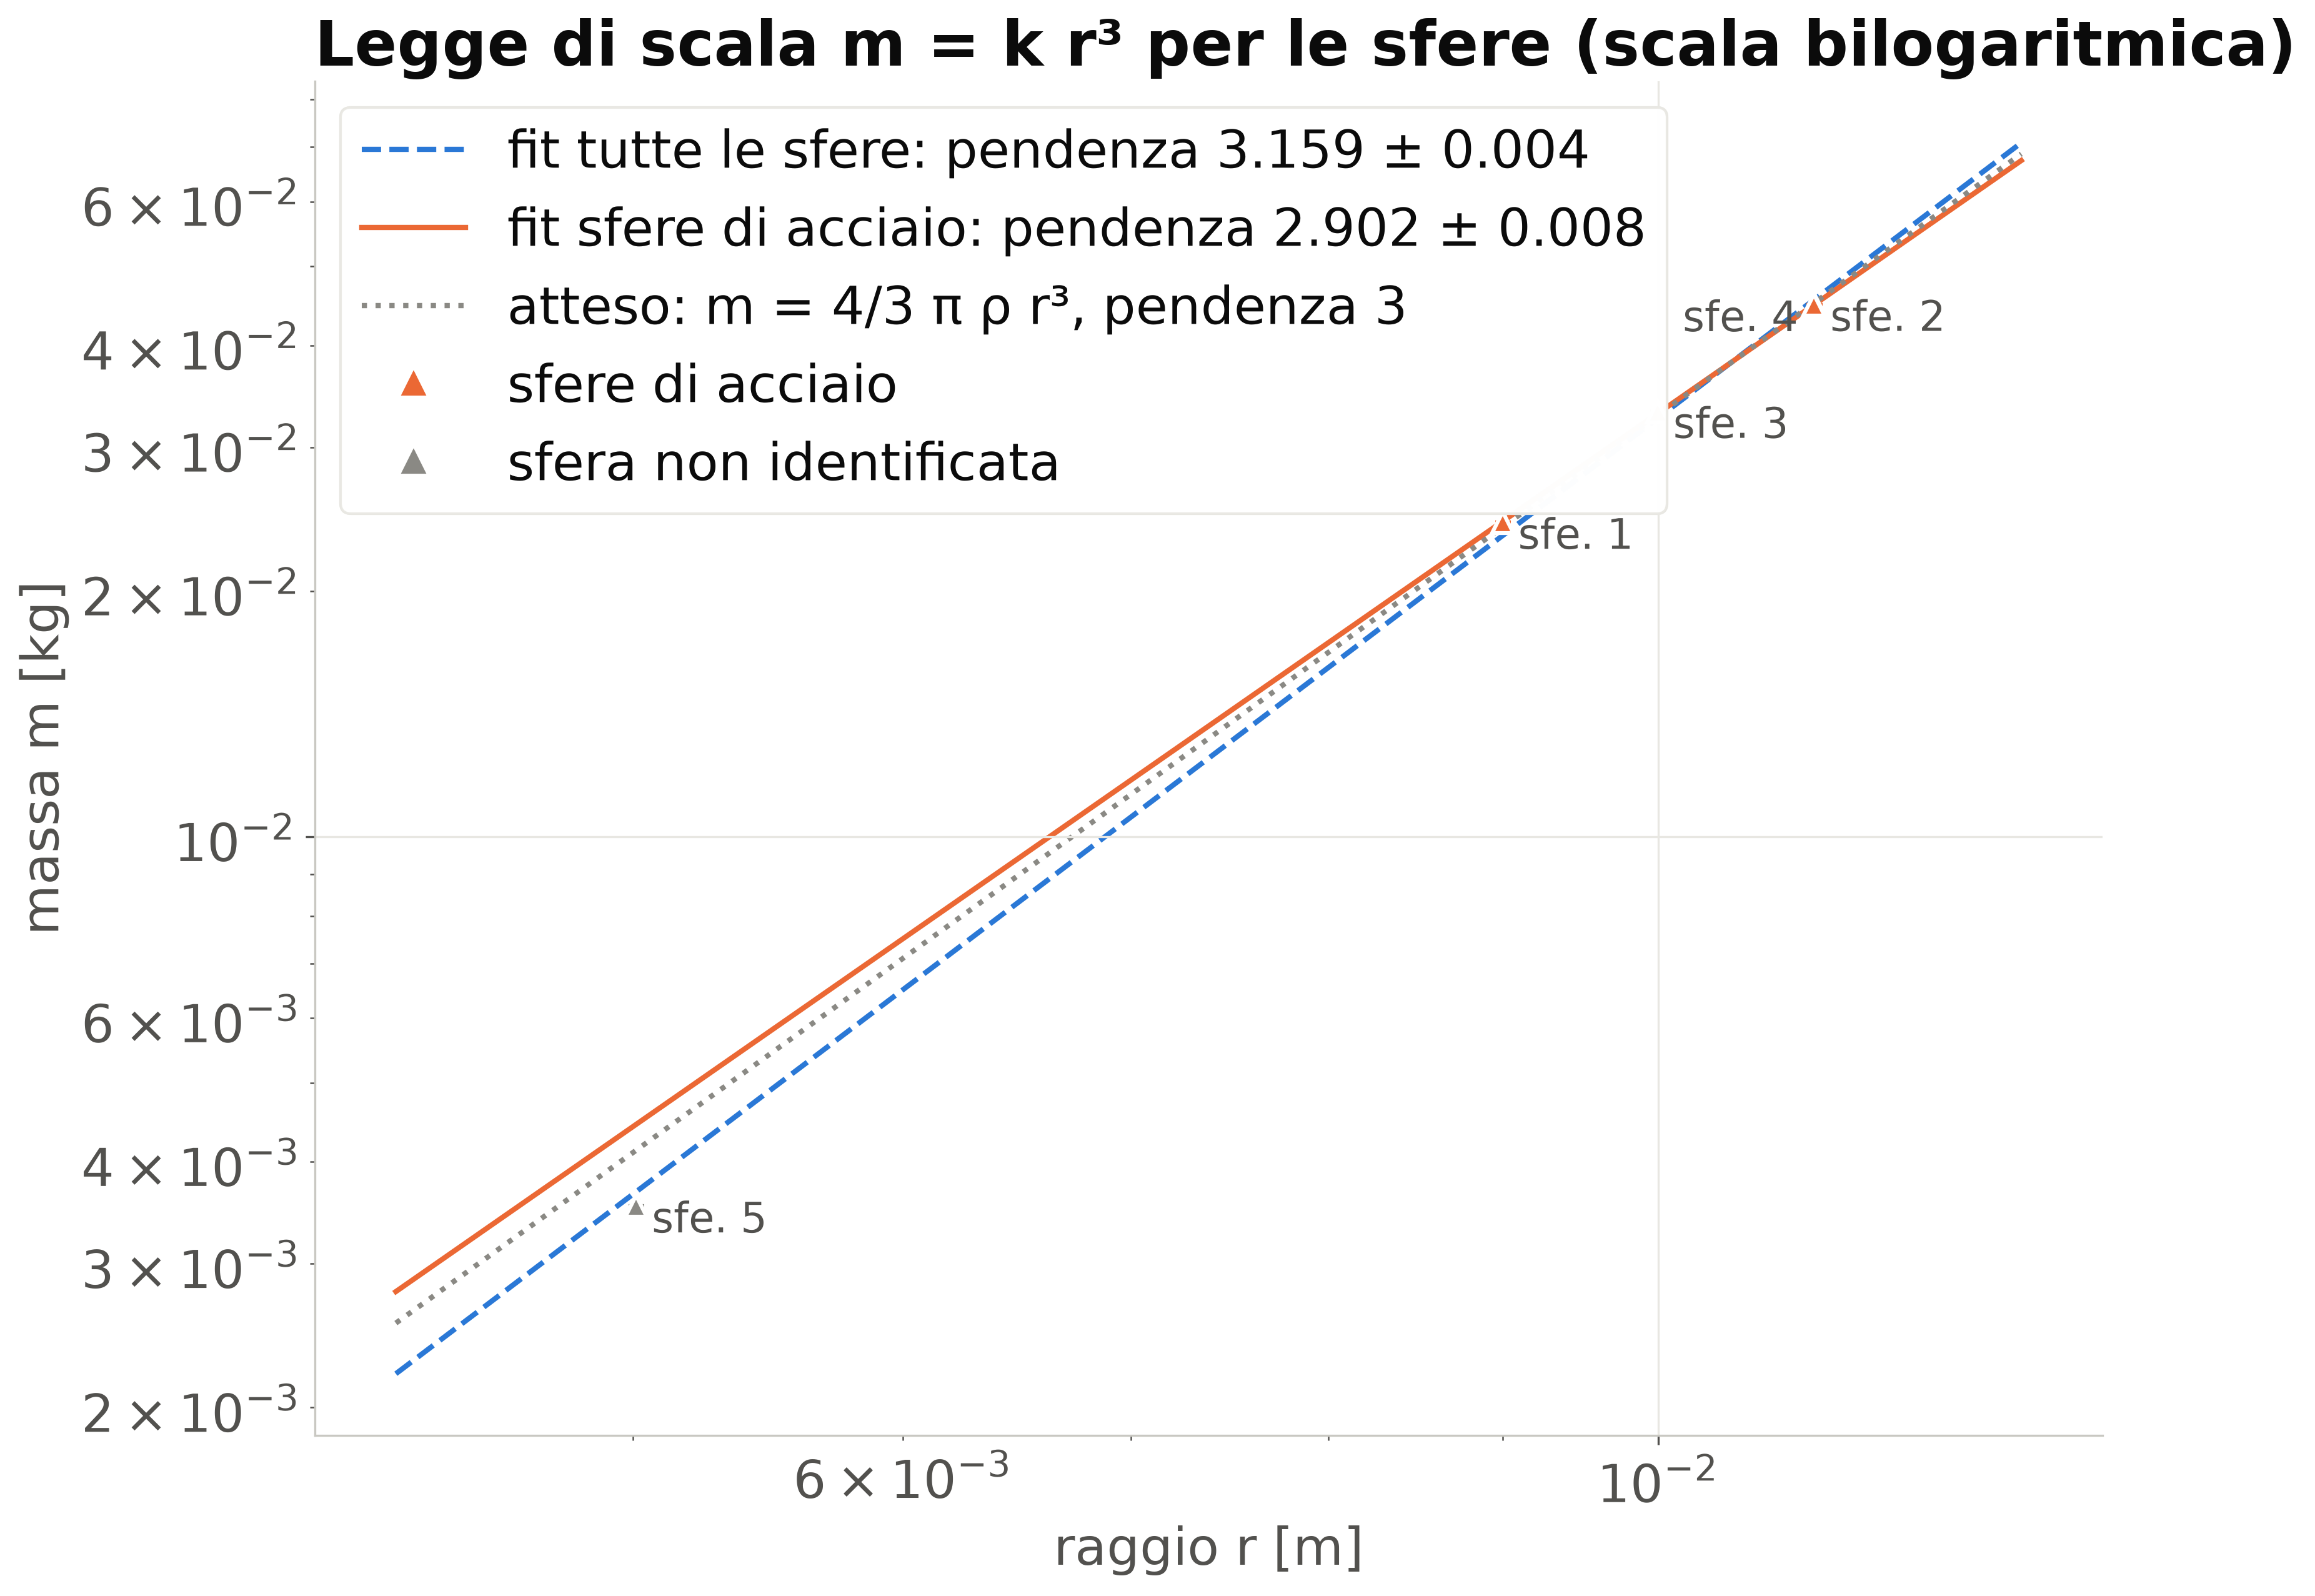 Legge di scala m = k r³ per le sfere (scala bilogaritmica)
fit tutte le sfere: pendenza 3.159 ± 0.004
fit sfere di acciaio: pendenza 2.902 ± 0.008
atteso: m = 4/3 π ρ r³, pendenza 3
sfere di acciaio
sfera non identificata
6 × 10⁻²
4 × 10⁻²
3 × 10⁻²
2 × 10⁻²
10⁻²
6 × 10⁻³
4 × 10⁻³
3 × 10⁻³
2 × 10⁻³
massa m [kg]
sfe. 4
sfe. 2
sfe. 3
sfe. 1
sfe. 5
6 × 10⁻³
10⁻²
raggio r [m]